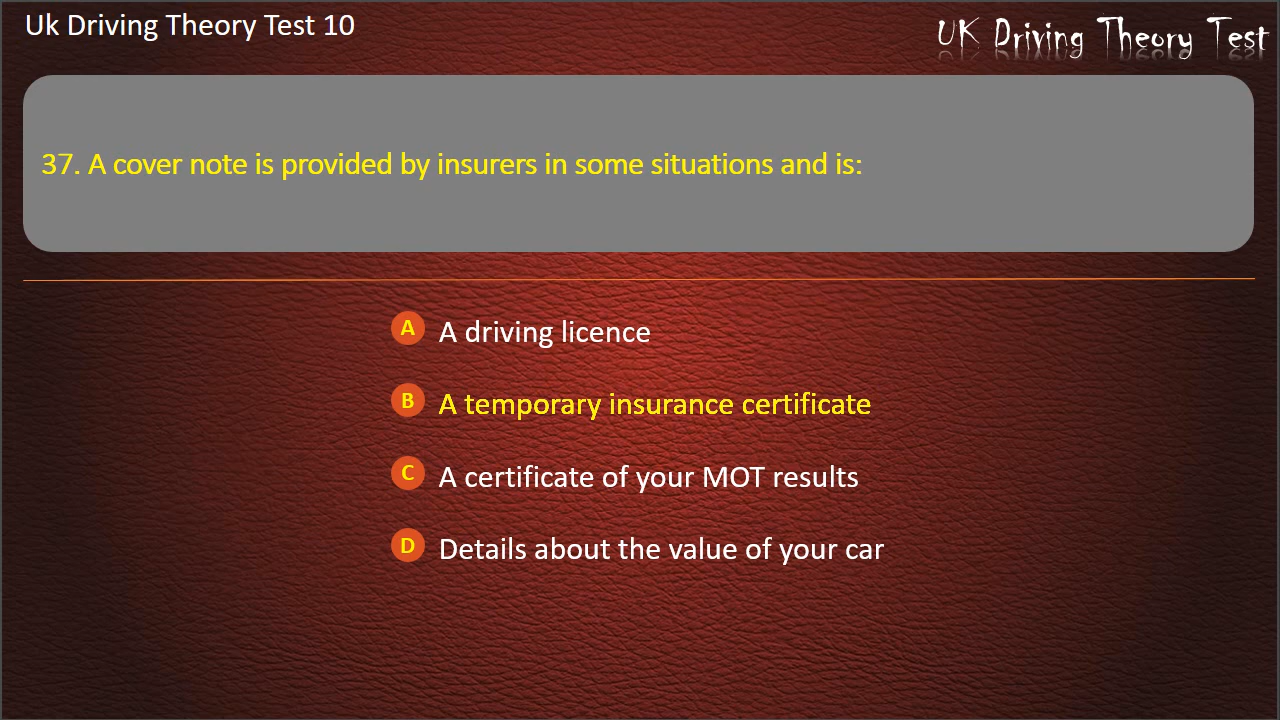 Uk Driving Theory Test 10
UK Driving Theory Test
37. A cover note is provided by insurers in some situations and is:
A A driving licence
B A temporary insurance certificate
C A certificate of your MOT results
D Details about the value of your car